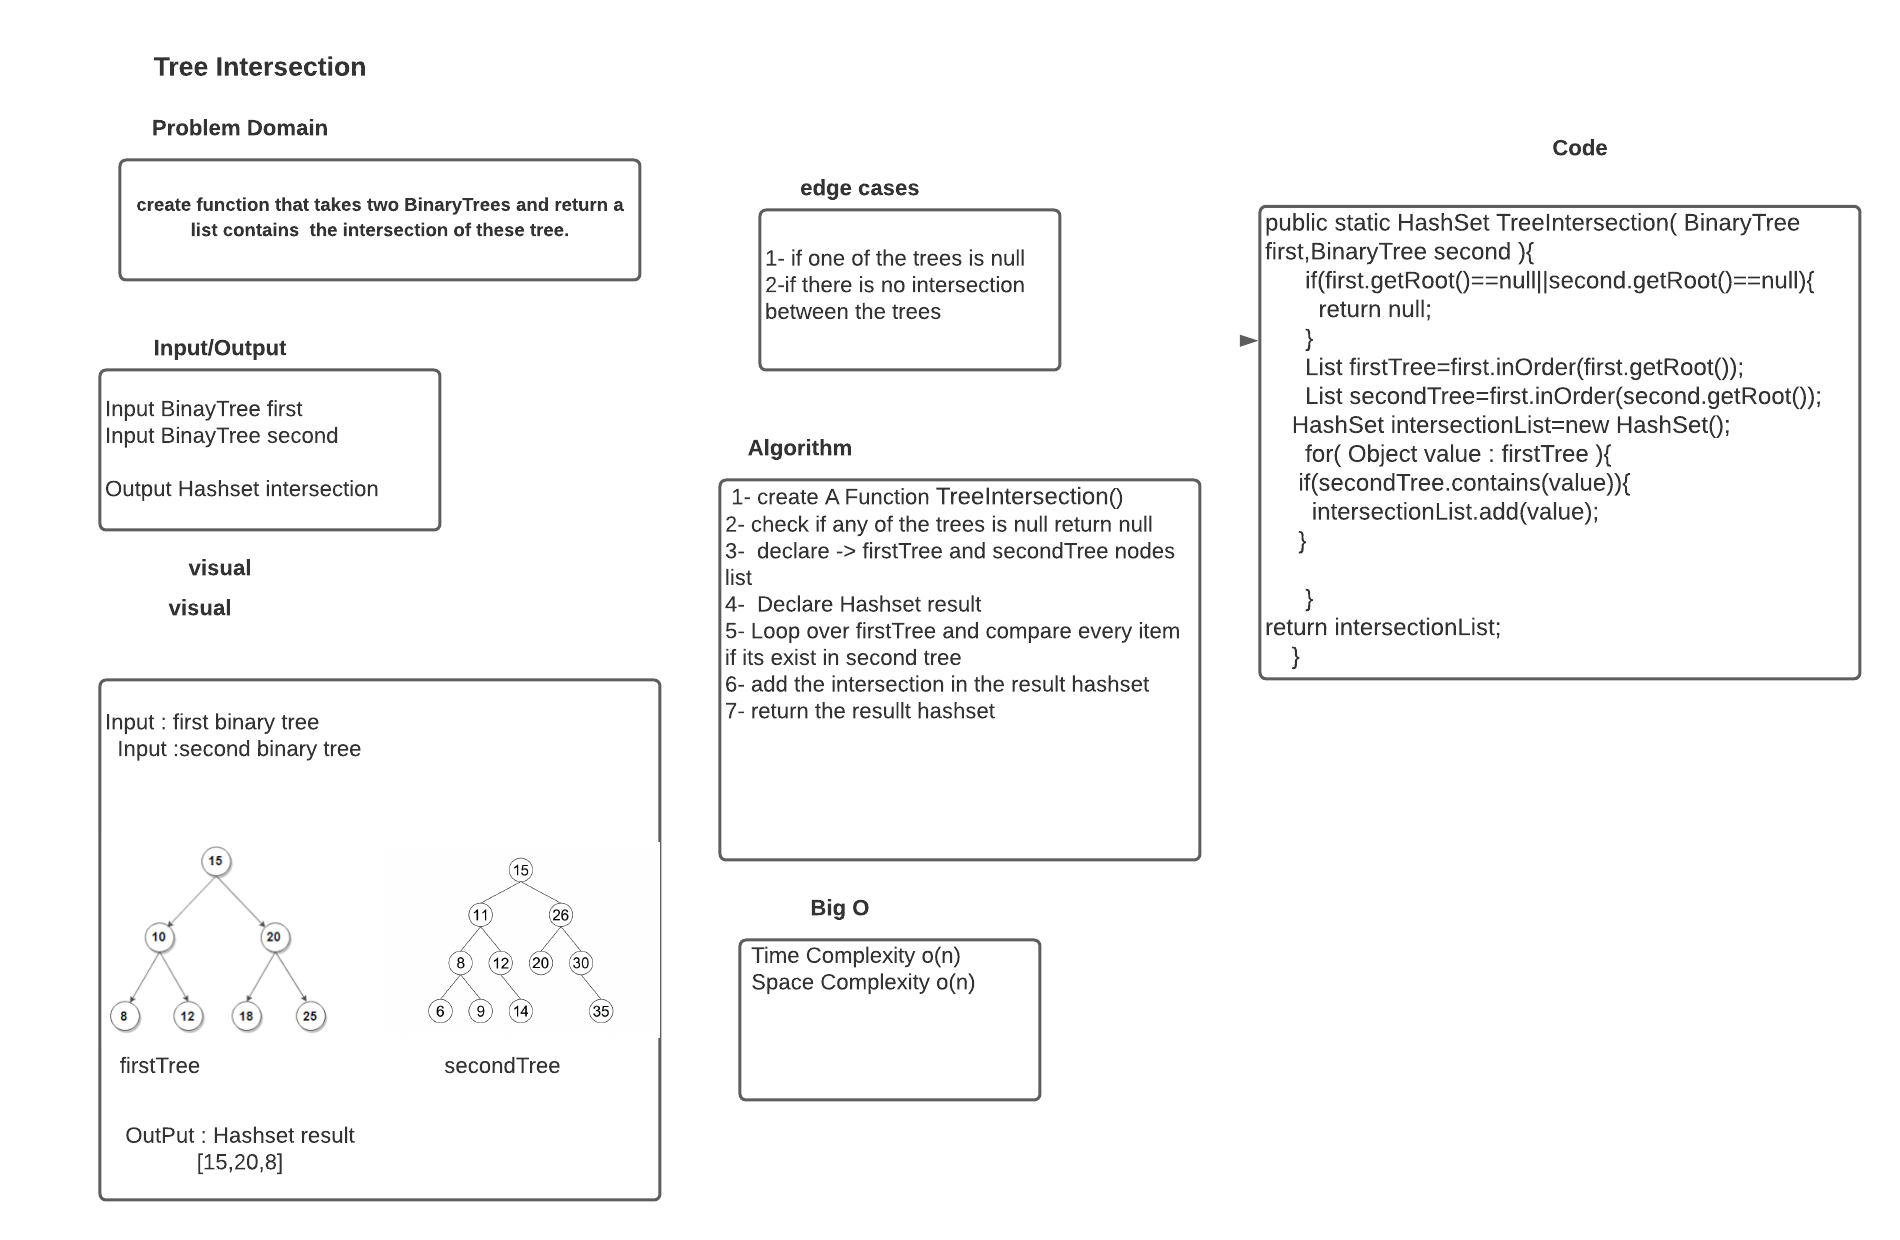 Tree Intersection
Problem Domain
create function that takes two BinaryTrees and return a
list contains  the intersection of these tree.
Input/Output
Input BinayTree first
Input BinayTree second
Output Hashset intersection
visual
visual
Input : first binary tree
Input :second binary tree
15
10 20
8 12 18 25
firstTree
15
11 26
8 12 20 30
6 9 14 35
secondTree
OutPut : Hashset result
[15,20,8]
edge cases
1- if one of the trees is null
2-if there is no intersection
between the trees
Algorithm
1- create A Function TreeIntersection()
2- check if any of the trees is null return null
3-  declare -> firstTree and secondTree nodes
list
4-  Declare Hashset result
5- Loop over firstTree and compare every item
if its exist in second tree
6- add the intersection in the result hashset
7- return the resullt hashset
Big O
Time Complexity o(n)
Space Complexity o(n)
Code
public static HashSet TreeIntersection( BinaryTree
first,BinaryTree second ){
if(first.getRoot()==null||second.getRoot()==null){
return null;
}
List firstTree=first.inOrder(first.getRoot());
List secondTree=first.inOrder(second.getRoot());
HashSet intersectionList=new HashSet();
for( Object value : firstTree ){
if(secondTree.contains(value)){
intersectionList.add(value);
}
}
return intersectionList;
}